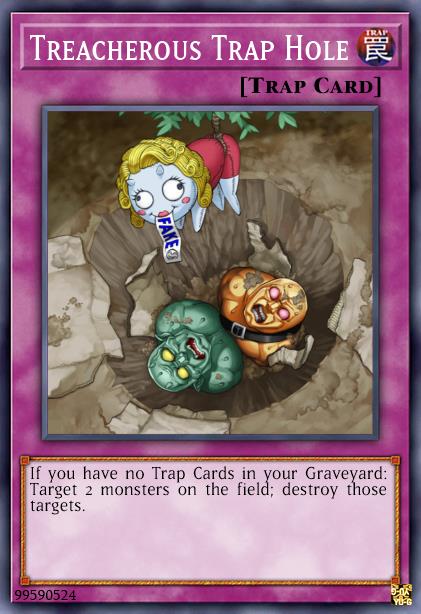 Treacherous Trap Hole
TRAP
罠
[Trap Card]
FAKE
If you have no Trap Cards in your Graveyard:
Target 2 monsters on the field; destroy those
targets.
99590524